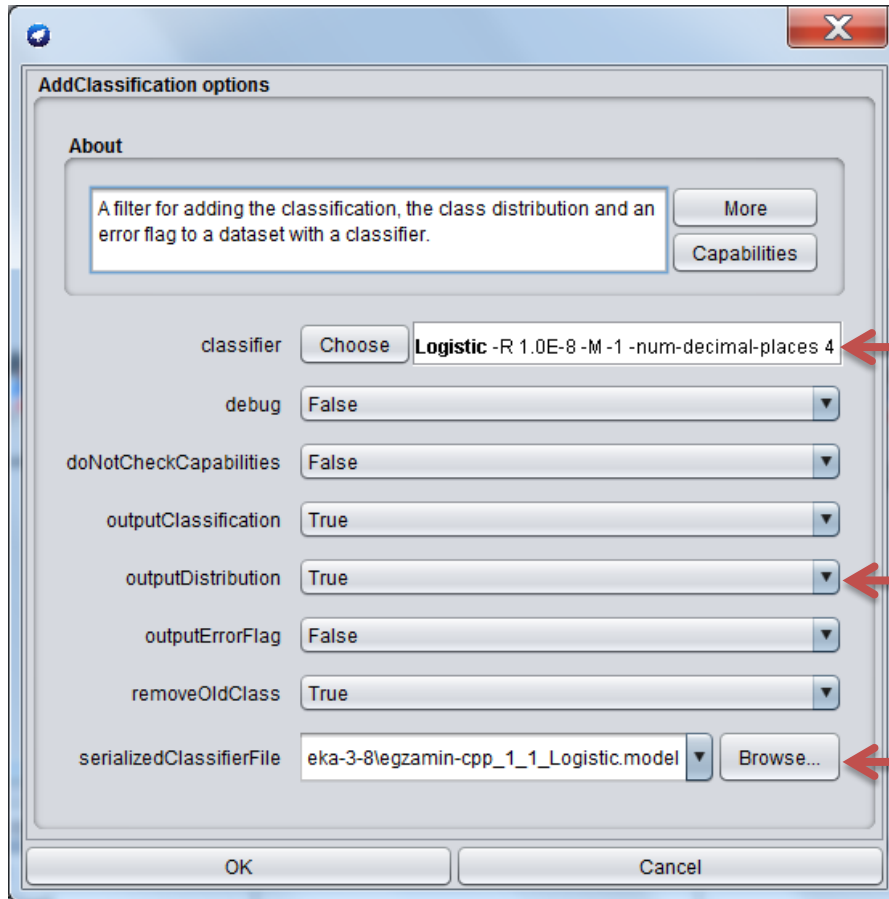 AddClassification options
About
A filter for adding the classification, the class distribution and an
error flag to a dataset with a classifier.
More
Capabilities
classifier Choose Logistic -R 1.0E-8 -M -1 -num-decimal-places 4
debug False
doNotCheckCapabilities False
outputClassification True
outputDistribution True
outputErrorFlag False
removeOldClass True
serializedClassifierFile eka-3-8\egzamin-cpp_1_1_Logistic.model Browse...
OK Cancel